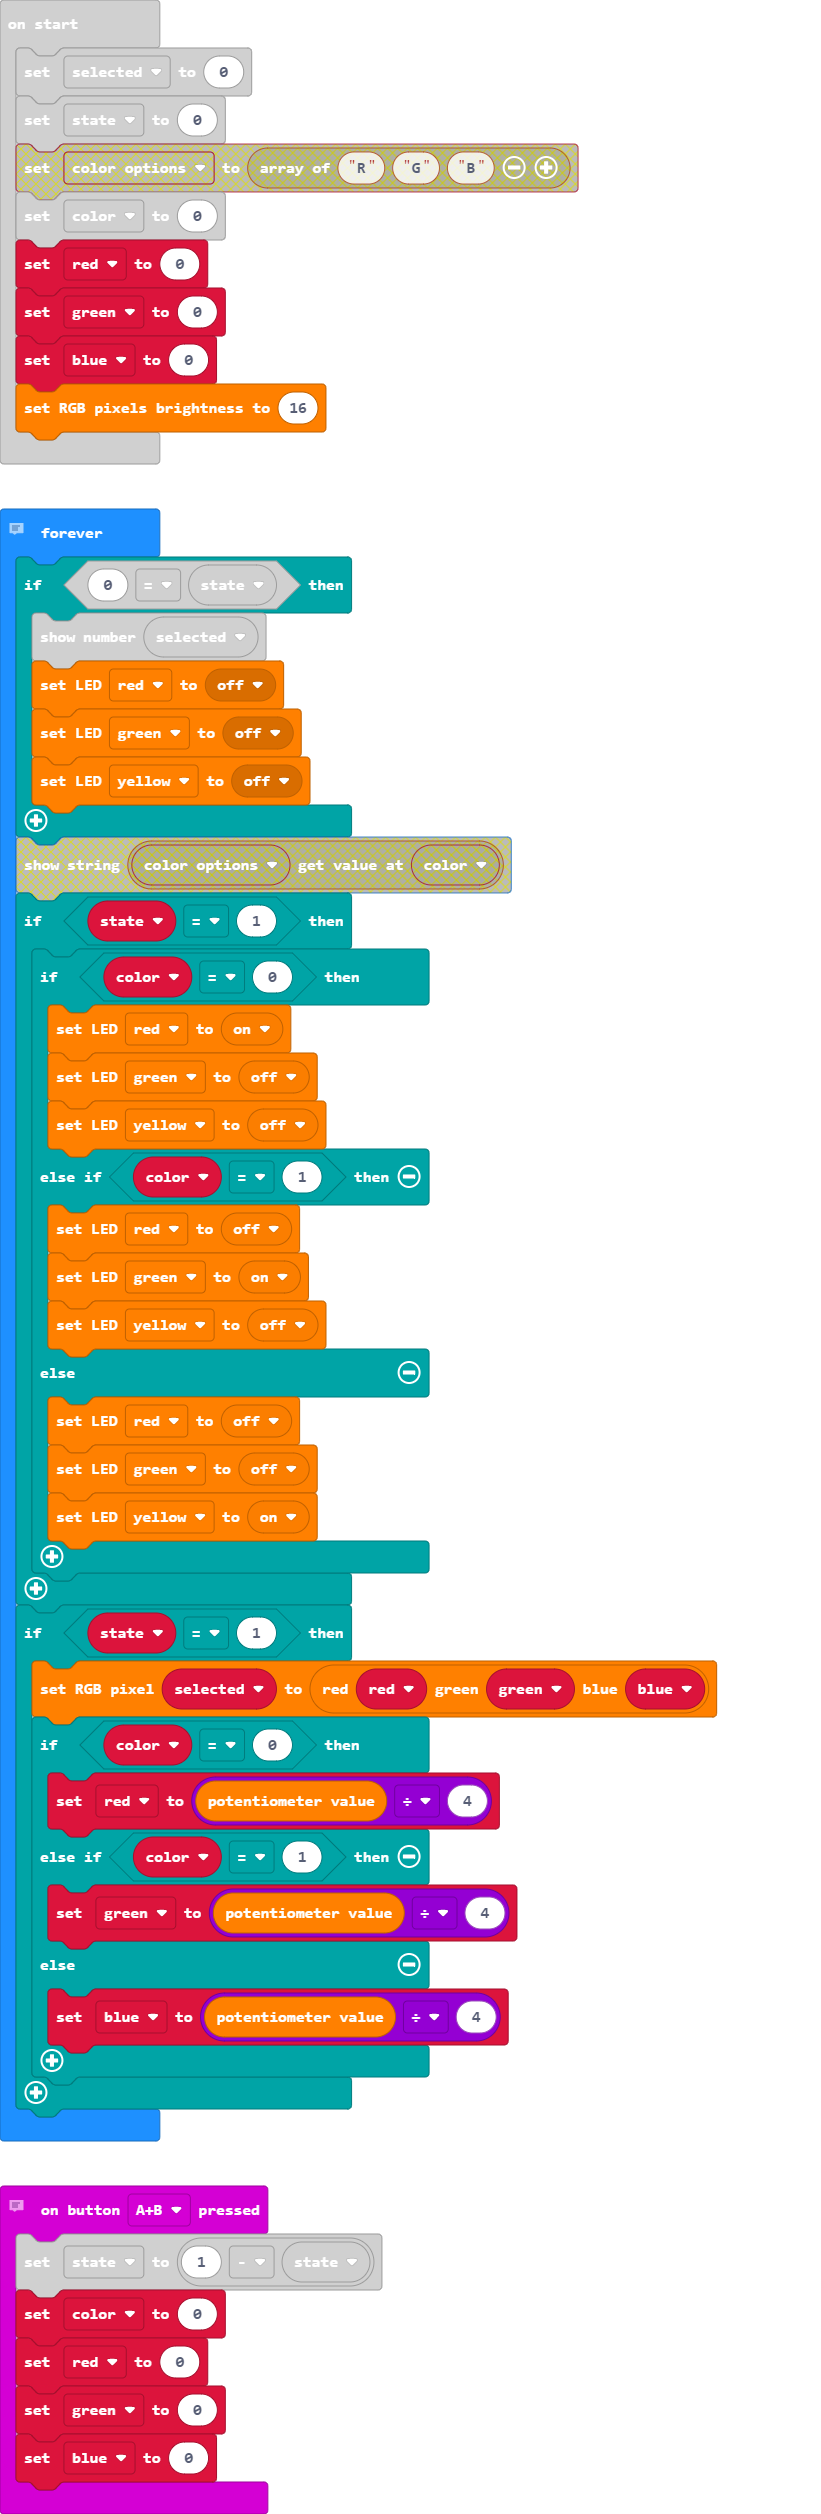 on start
set selected to 0
set state to 0
set color options to array of "R" "G" "B"
set color to 0
set red to 0
set green to 0
set blue to 0
set RGB pixels brightness to 16
forever
if 0 = state then
show number selected
set LED red to off
set LED green to off
set LED yellow to off
show string color options get value at color
if state = 1 then
if color = 0 then
set LED red to on
set LED green to off
set LED yellow to off
else if color = 1 then
set LED red to off
set LED green to on
set LED yellow to off
else
set LED red to off
set LED green to off
set LED yellow to on
if state = 1 then
set RGB pixel selected to red red green green blue blue
if color = 0 then
set red to potentiometer value ÷ 4
else if color = 1 then
set green to potentiometer value ÷ 4
else
set blue to potentiometer value ÷ 4
on button A+B pressed
set state to 1 - state
set color to 0
set red to 0
set green to 0
set blue to 0